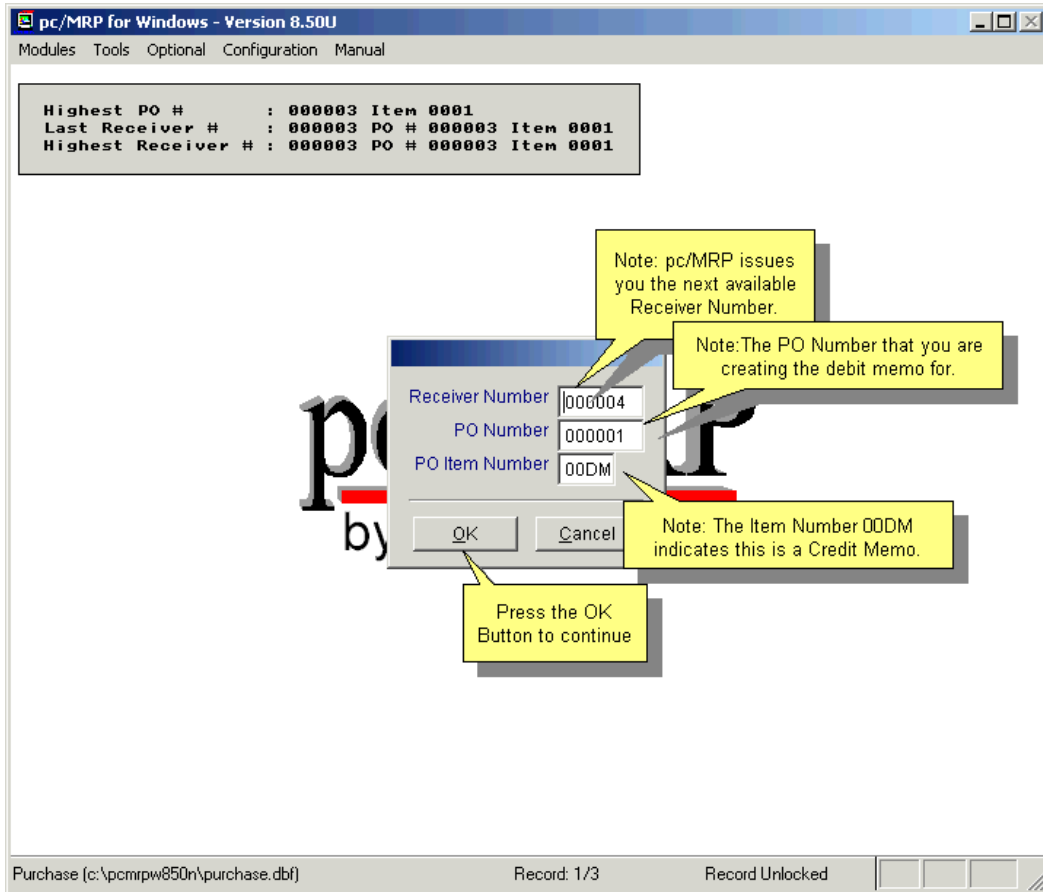 pc/MRP for Windows - Version 8.50U
Modules Tools Optional Configuration Manual
Highest PO # : 000003 Item 0001
Last Receiver # : 000003 PO # 000003 Item 0001
Highest Receiver # : 000003 PO # 000003 Item 0001
Note: pc/MRP issues
you the next available
Receiver Number.
Note:The PO Number that you are
creating the debit memo for.
Receiver Number 000004
PO Number 000001
PO Item Number 00DM
Note: The Item Number 00DM
indicates this is a Credit Memo.
OK Cancel
by
Press the OK
Button to continue
Purchase (c:\pcmrpw850n\purchase.dbf) Record: 1/3 Record Unlocked